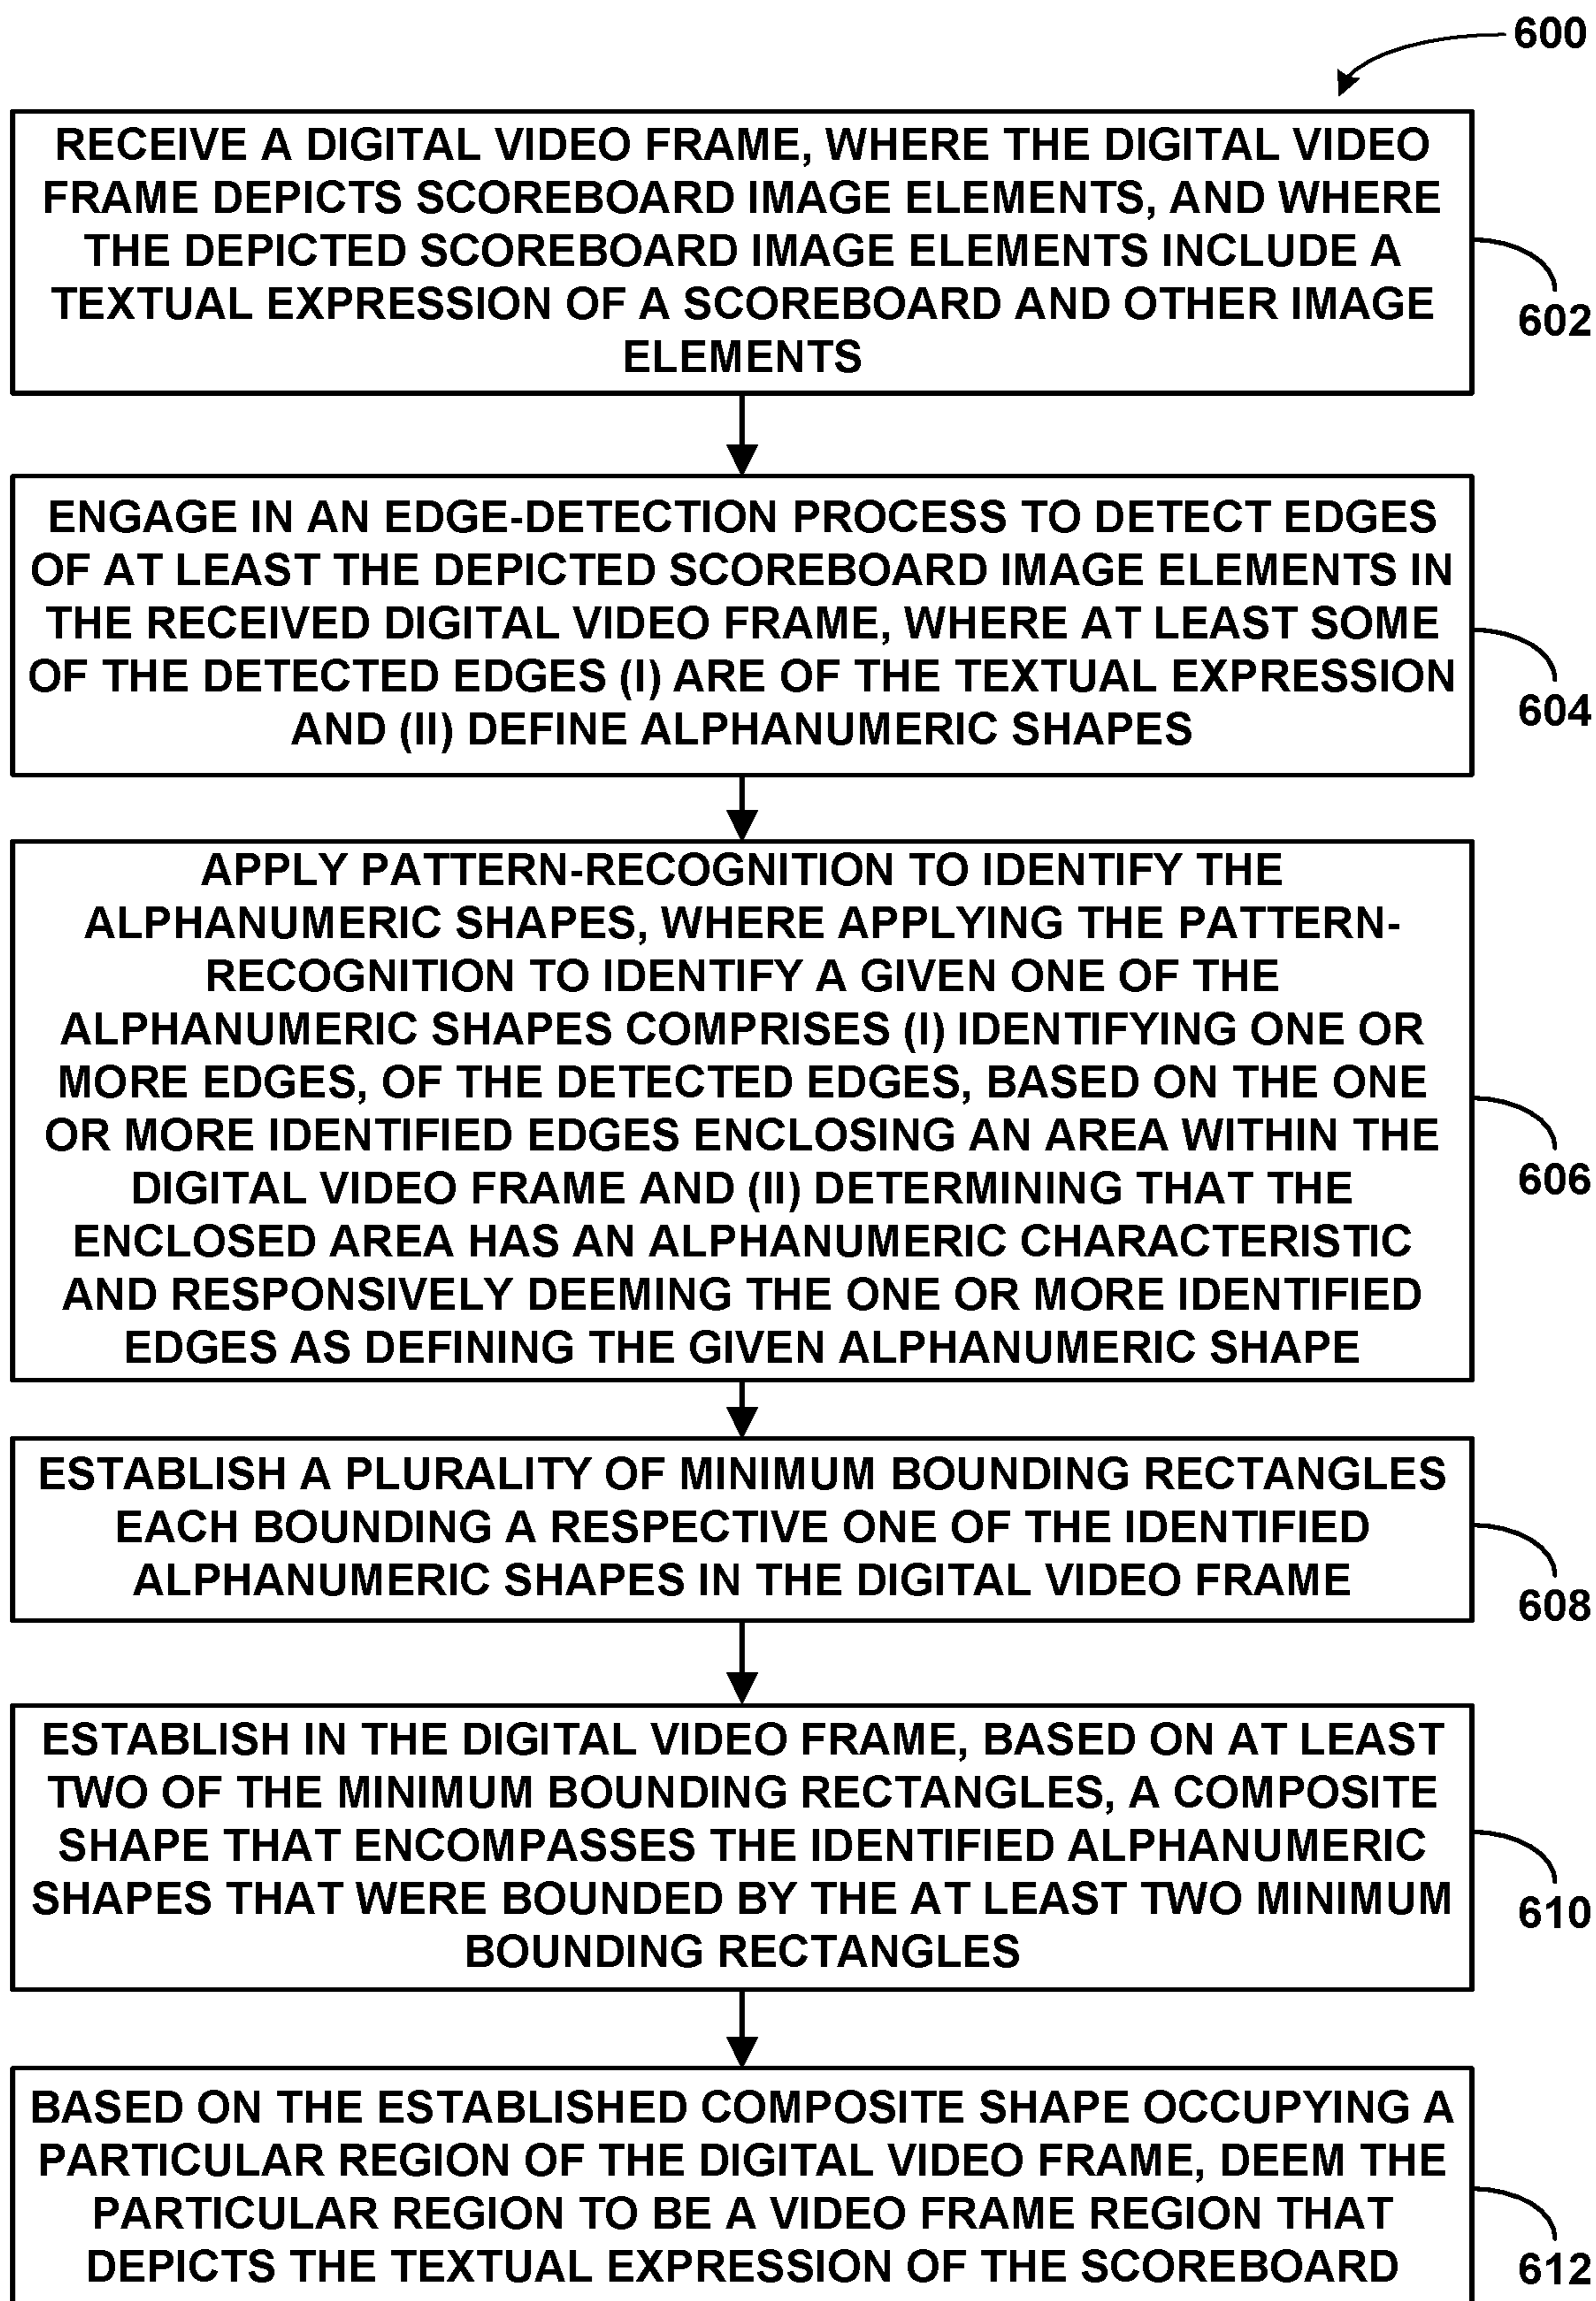 600
RECEIVE A DIGITAL VIDEO FRAME, WHERE THE DIGITAL VIDEO
FRAME DEPICTS SCOREBOARD IMAGE ELEMENTS, AND WHERE
THE DEPICTED SCOREBOARD IMAGE ELEMENTS INCLUDE A
TEXTUAL EXPRESSION OF A SCOREBOARD AND OTHER IMAGE
ELEMENTS
602
ENGAGE IN AN EDGE-DETECTION PROCESS TO DETECT EDGES
OF AT LEAST THE DEPICTED SCOREBOARD IMAGE ELEMENTS IN
THE RECEIVED DIGITAL VIDEO FRAME, WHERE AT LEAST SOME
OF THE DETECTED EDGES (I) ARE OF THE TEXTUAL EXPRESSION
AND (II) DEFINE ALPHANUMERIC SHAPES
604
APPLY PATTERN-RECOGNITION TO IDENTIFY THE
ALPHANUMERIC SHAPES, WHERE APPLYING THE PATTERN-
RECOGNITION TO IDENTIFY A GIVEN ONE OF THE
ALPHANUMERIC SHAPES COMPRISES (I) IDENTIFYING ONE OR
MORE EDGES, OF THE DETECTED EDGES, BASED ON THE ONE
OR MORE IDENTIFIED EDGES ENCLOSING AN AREA WITHIN THE
DIGITAL VIDEO FRAME AND (II) DETERMINING THAT THE
ENCLOSED AREA HAS AN ALPHANUMERIC CHARACTERISTIC
AND RESPONSIVELY DEEMING THE ONE OR MORE IDENTIFIED
EDGES AS DEFINING THE GIVEN ALPHANUMERIC SHAPE
606
ESTABLISH A PLURALITY OF MINIMUM BOUNDING RECTANGLES
EACH BOUNDING A RESPECTIVE ONE OF THE IDENTIFIED
ALPHANUMERIC SHAPES IN THE DIGITAL VIDEO FRAME
608
ESTABLISH IN THE DIGITAL VIDEO FRAME, BASED ON AT LEAST
TWO OF THE MINIMUM BOUNDING RECTANGLES, A COMPOSITE
SHAPE THAT ENCOMPASSES THE IDENTIFIED ALPHANUMERIC
SHAPES THAT WERE BOUNDED BY THE AT LEAST TWO MINIMUM
BOUNDING RECTANGLES
610
BASED ON THE ESTABLISHED COMPOSITE SHAPE OCCUPYING A
PARTICULAR REGION OF THE DIGITAL VIDEO FRAME, DEEM THE
PARTICULAR REGION TO BE A VIDEO FRAME REGION THAT
DEPICTS THE TEXTUAL EXPRESSION OF THE SCOREBOARD
612